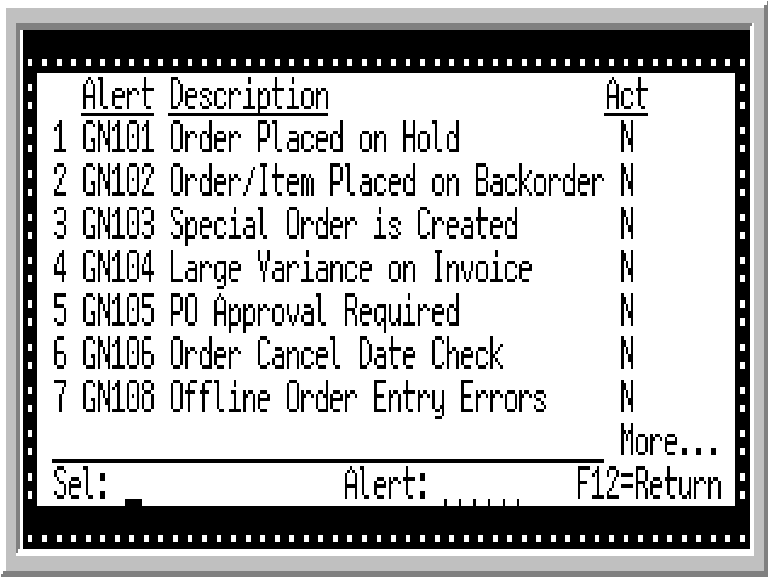 Alert Description Act
1 GN101 Order Placed on Hold N
2 GN102 Order/Item Placed on Backorder N
3 GN103 Special Order is Created N
4 GN104 Large Variance on Invoice N
5 GN105 PO Approval Required N
6 GN106 Order Cancel Date Check N
7 GN108 Offline Order Entry Errors N
More...
Sel: Alert: F12=Return